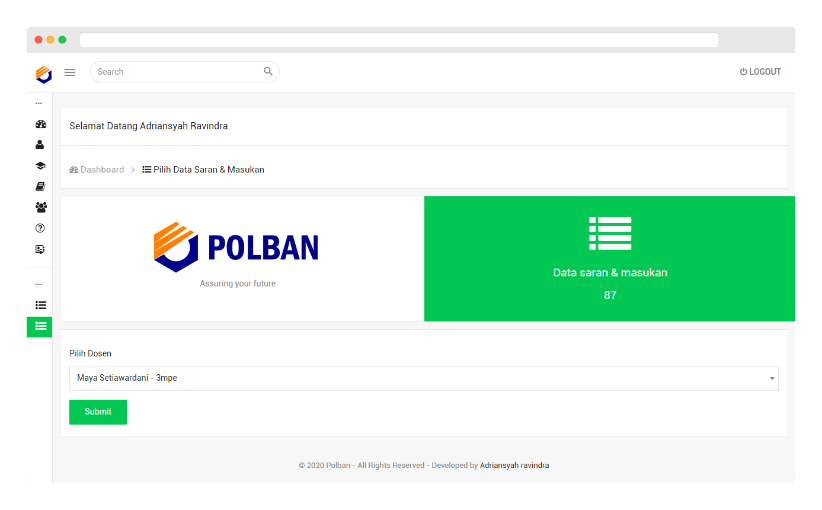 Search
LOGOUT
...
Selamat Datang Adriansyah Ravindra
Dashboard > Pilih Data Saran & Masukan
POLBAN
Assuring your future
Data saran & masukan
87
...
Pilih Dosen
Maya Setiawardani - 3mpe
Submit
© 2020 Polban - All Rights Reserved - Developed by Adriansyah ravindra